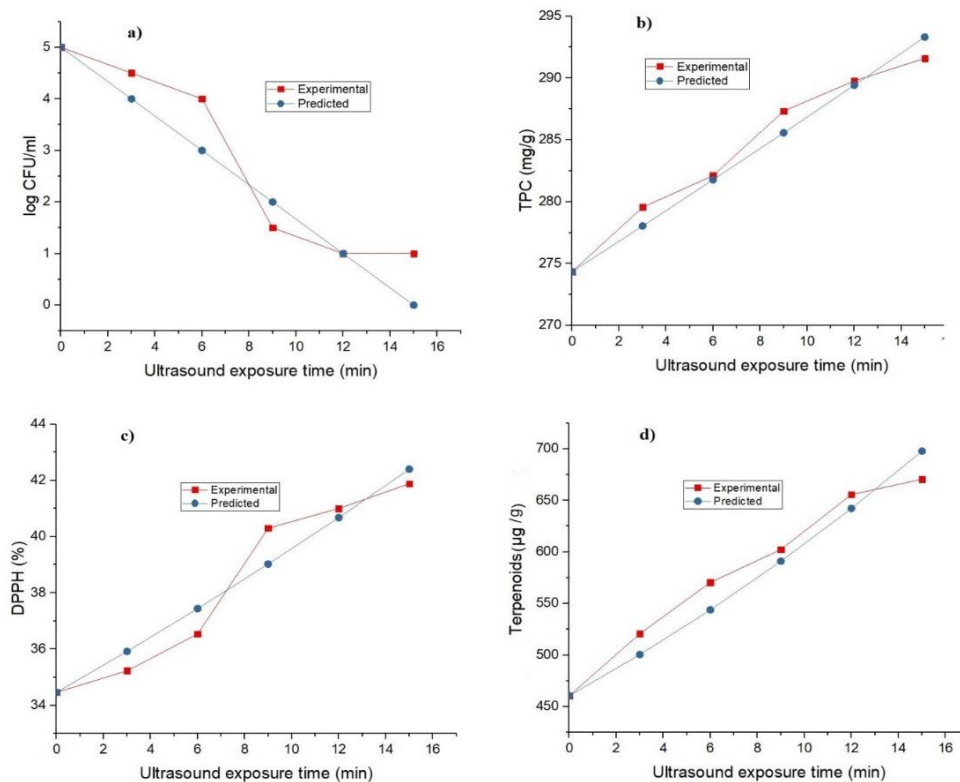 a)
5
4
3
2
1
0
log CFU/ml
Experimental
Predicted
0 2 4 6 8 10 12 14 16
Ultrasound exposure time (min)
b)
295
290
285
280
275
270
TPC (mg/g)
Experimental
Predicted
0 2 4 6 8 10 12 14
Ultrasound exposure time (min)
c)
44
42
40
38
36
34
DPPH (%)
Experimental
Predicted
0 2 4 6 8 10 12 14 16
Ultrasound exposure time (min)
d)
700
650
600
550
500
450
Terpenoids (µg /g)
Experimental
Predicted
0 2 4 6 8 10 12 14 16
Ultrasound exposure time (min)